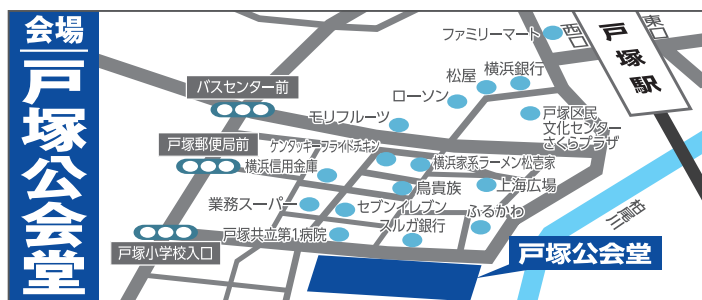 会場
戸塚公会堂
ファミリーマート
西口
東口
戸塚駅
松屋
横浜銀行
ローソン
バスセンター前
モリフルーツ
戸塚区民
文化センター
さくらプラザ
戸塚郵便局前
ケンタッキーフライドチキン
横浜信用金庫
横浜家系ラーメン松壱家
鳥貴族
上海広場
業務スーパー
セブンイレブン
ふるかわ
柏尾川
戸塚共立第1病院
スルガ銀行
戸塚小学校入口
戸塚公会堂